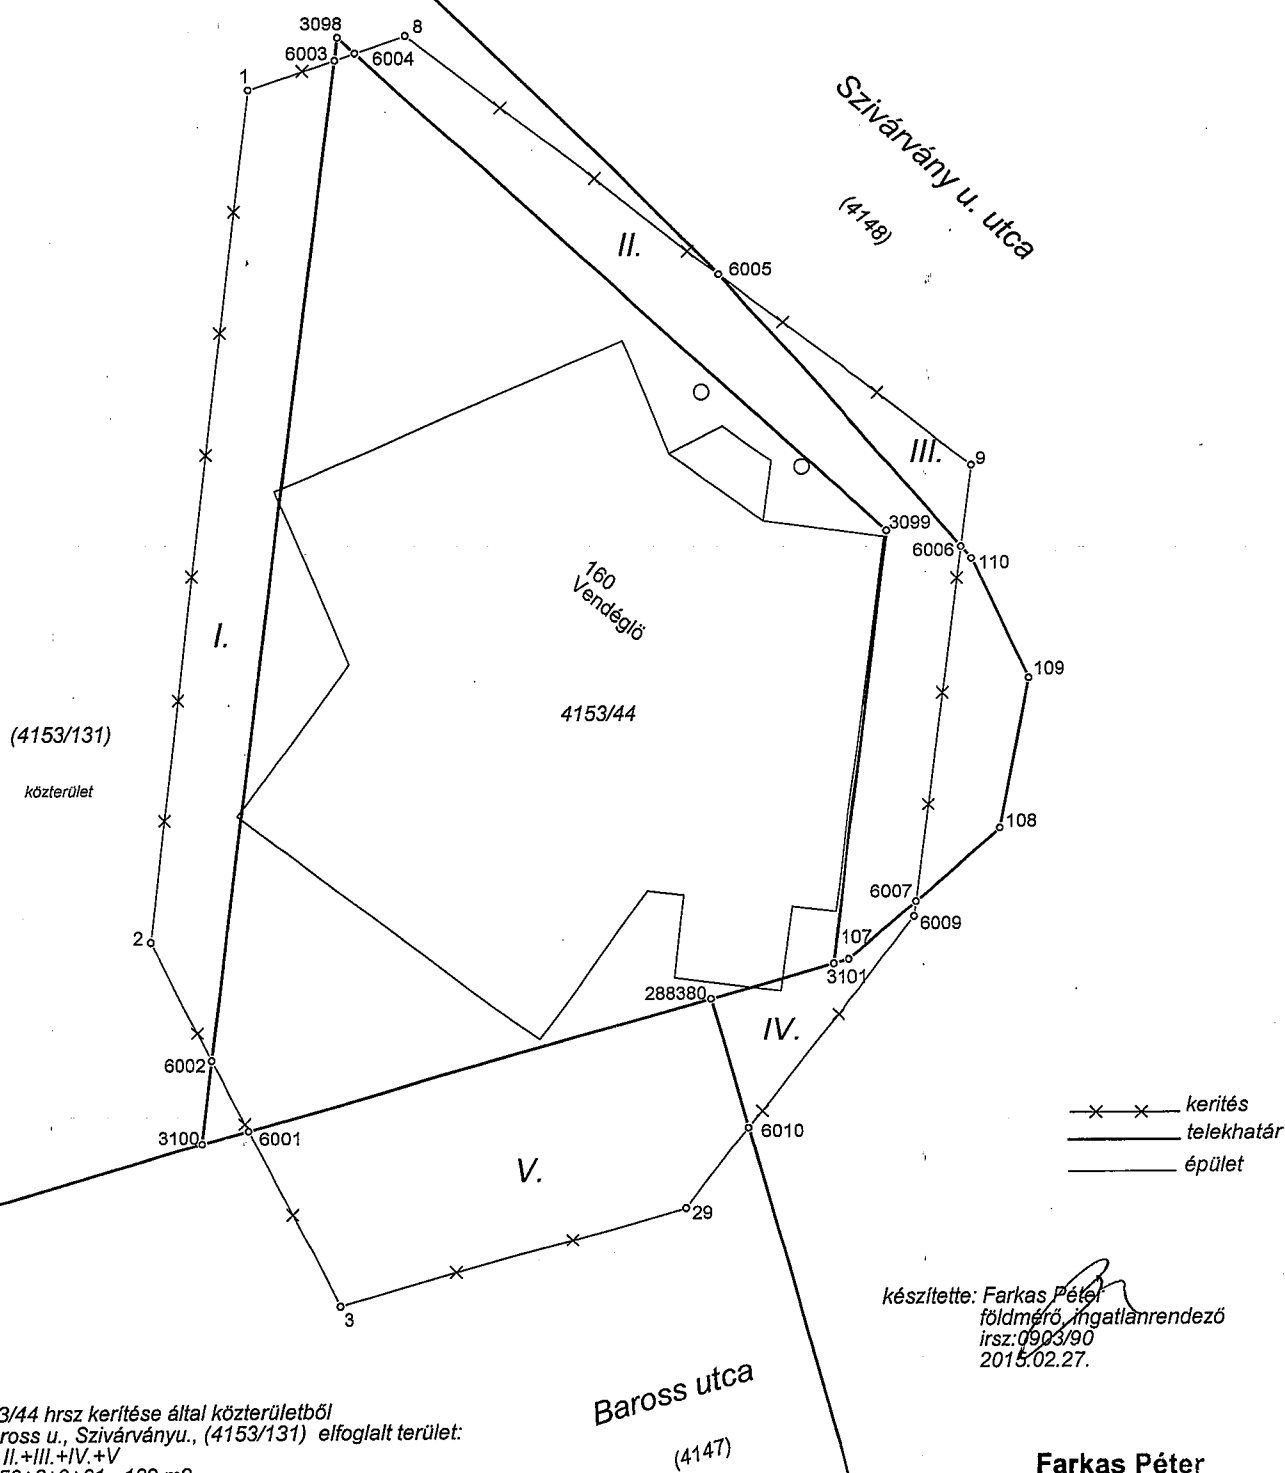 3098
8
6003
6004
1
Szivárvány u. utca
(4148)
II.
6005
III.
9
3099
6006
110
160
Vendéglö
109
I.
4153/44
(4153/131)
közterület
108
6007
6009
2
107
3101
288380
IV.
6002
3100
6001
6010
V.
29
3
kerités
telekhatár
épület
készítette: Farkas Péter
földmérő, ingatlanrendező
irsz:0903/90
2015.02.27.
3/44 hrsz kerítése által közterületből
ross u., Szivárványu., (4153/131) elfoglalt terület:
II.+III.+IV.+V
Baross utca
(4147)
Farkas Péter